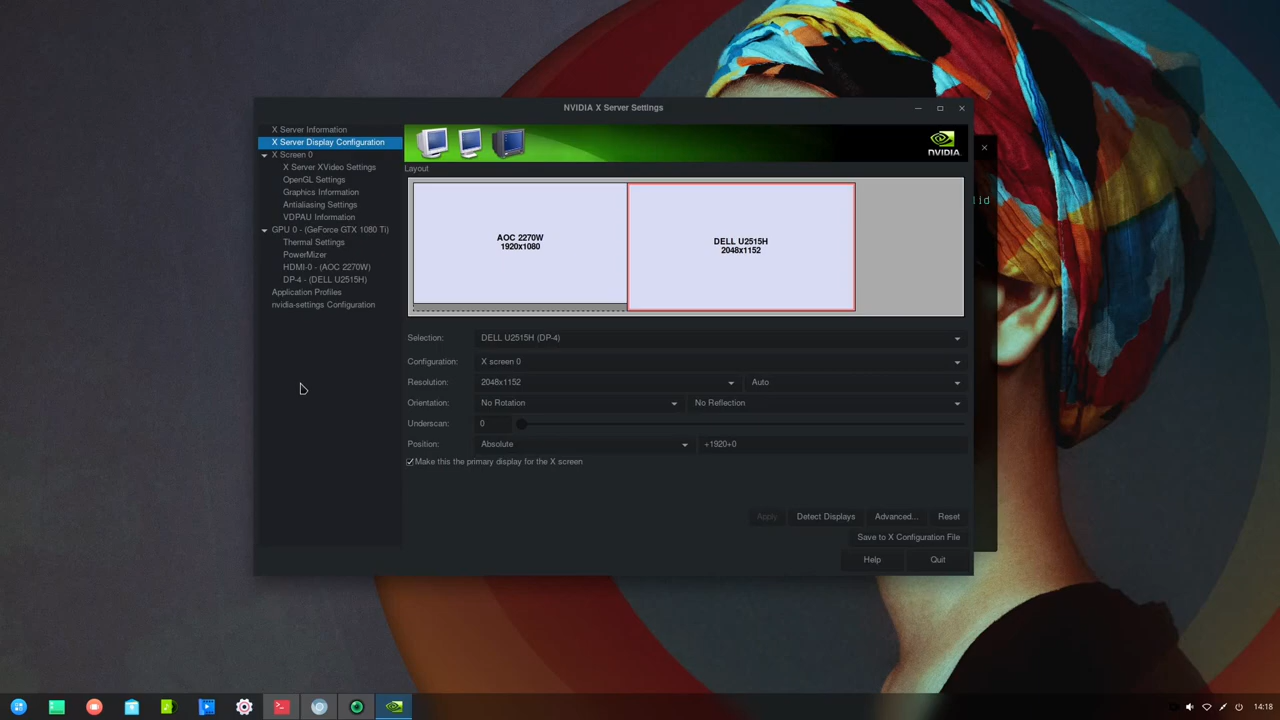 NVIDIA X Server Settings
X Server Information
X Server Display Configuration
X Screen 0
X Server XVideo Settings
OpenGL Settings
Graphics Information
Antialiasing Settings
VDPAU Information
GPU 0 - (GeForce GTX 1080 Ti)
Thermal Settings
PowerMizer
HDMI-0 - (AOC 2270W)
DP-4 - (DELL U2515H)
Application Profiles
nvidia-settings Configuration
NVIDIA.
Layout
AOC 2270W
1920x1080
DELL U2515H
2048x1152
lid
Selection: DELL U2515H (DP-4)
Configuration: X screen 0
Resolution: 2048x1152 Auto
Orientation: No Rotation No Reflection
Underscan: 0
Position: Absolute +1920+0
Make this the primary display for the X screen
Apply Detect Displays Advanced... Reset
Save to X Configuration File
Help Quit
14:18